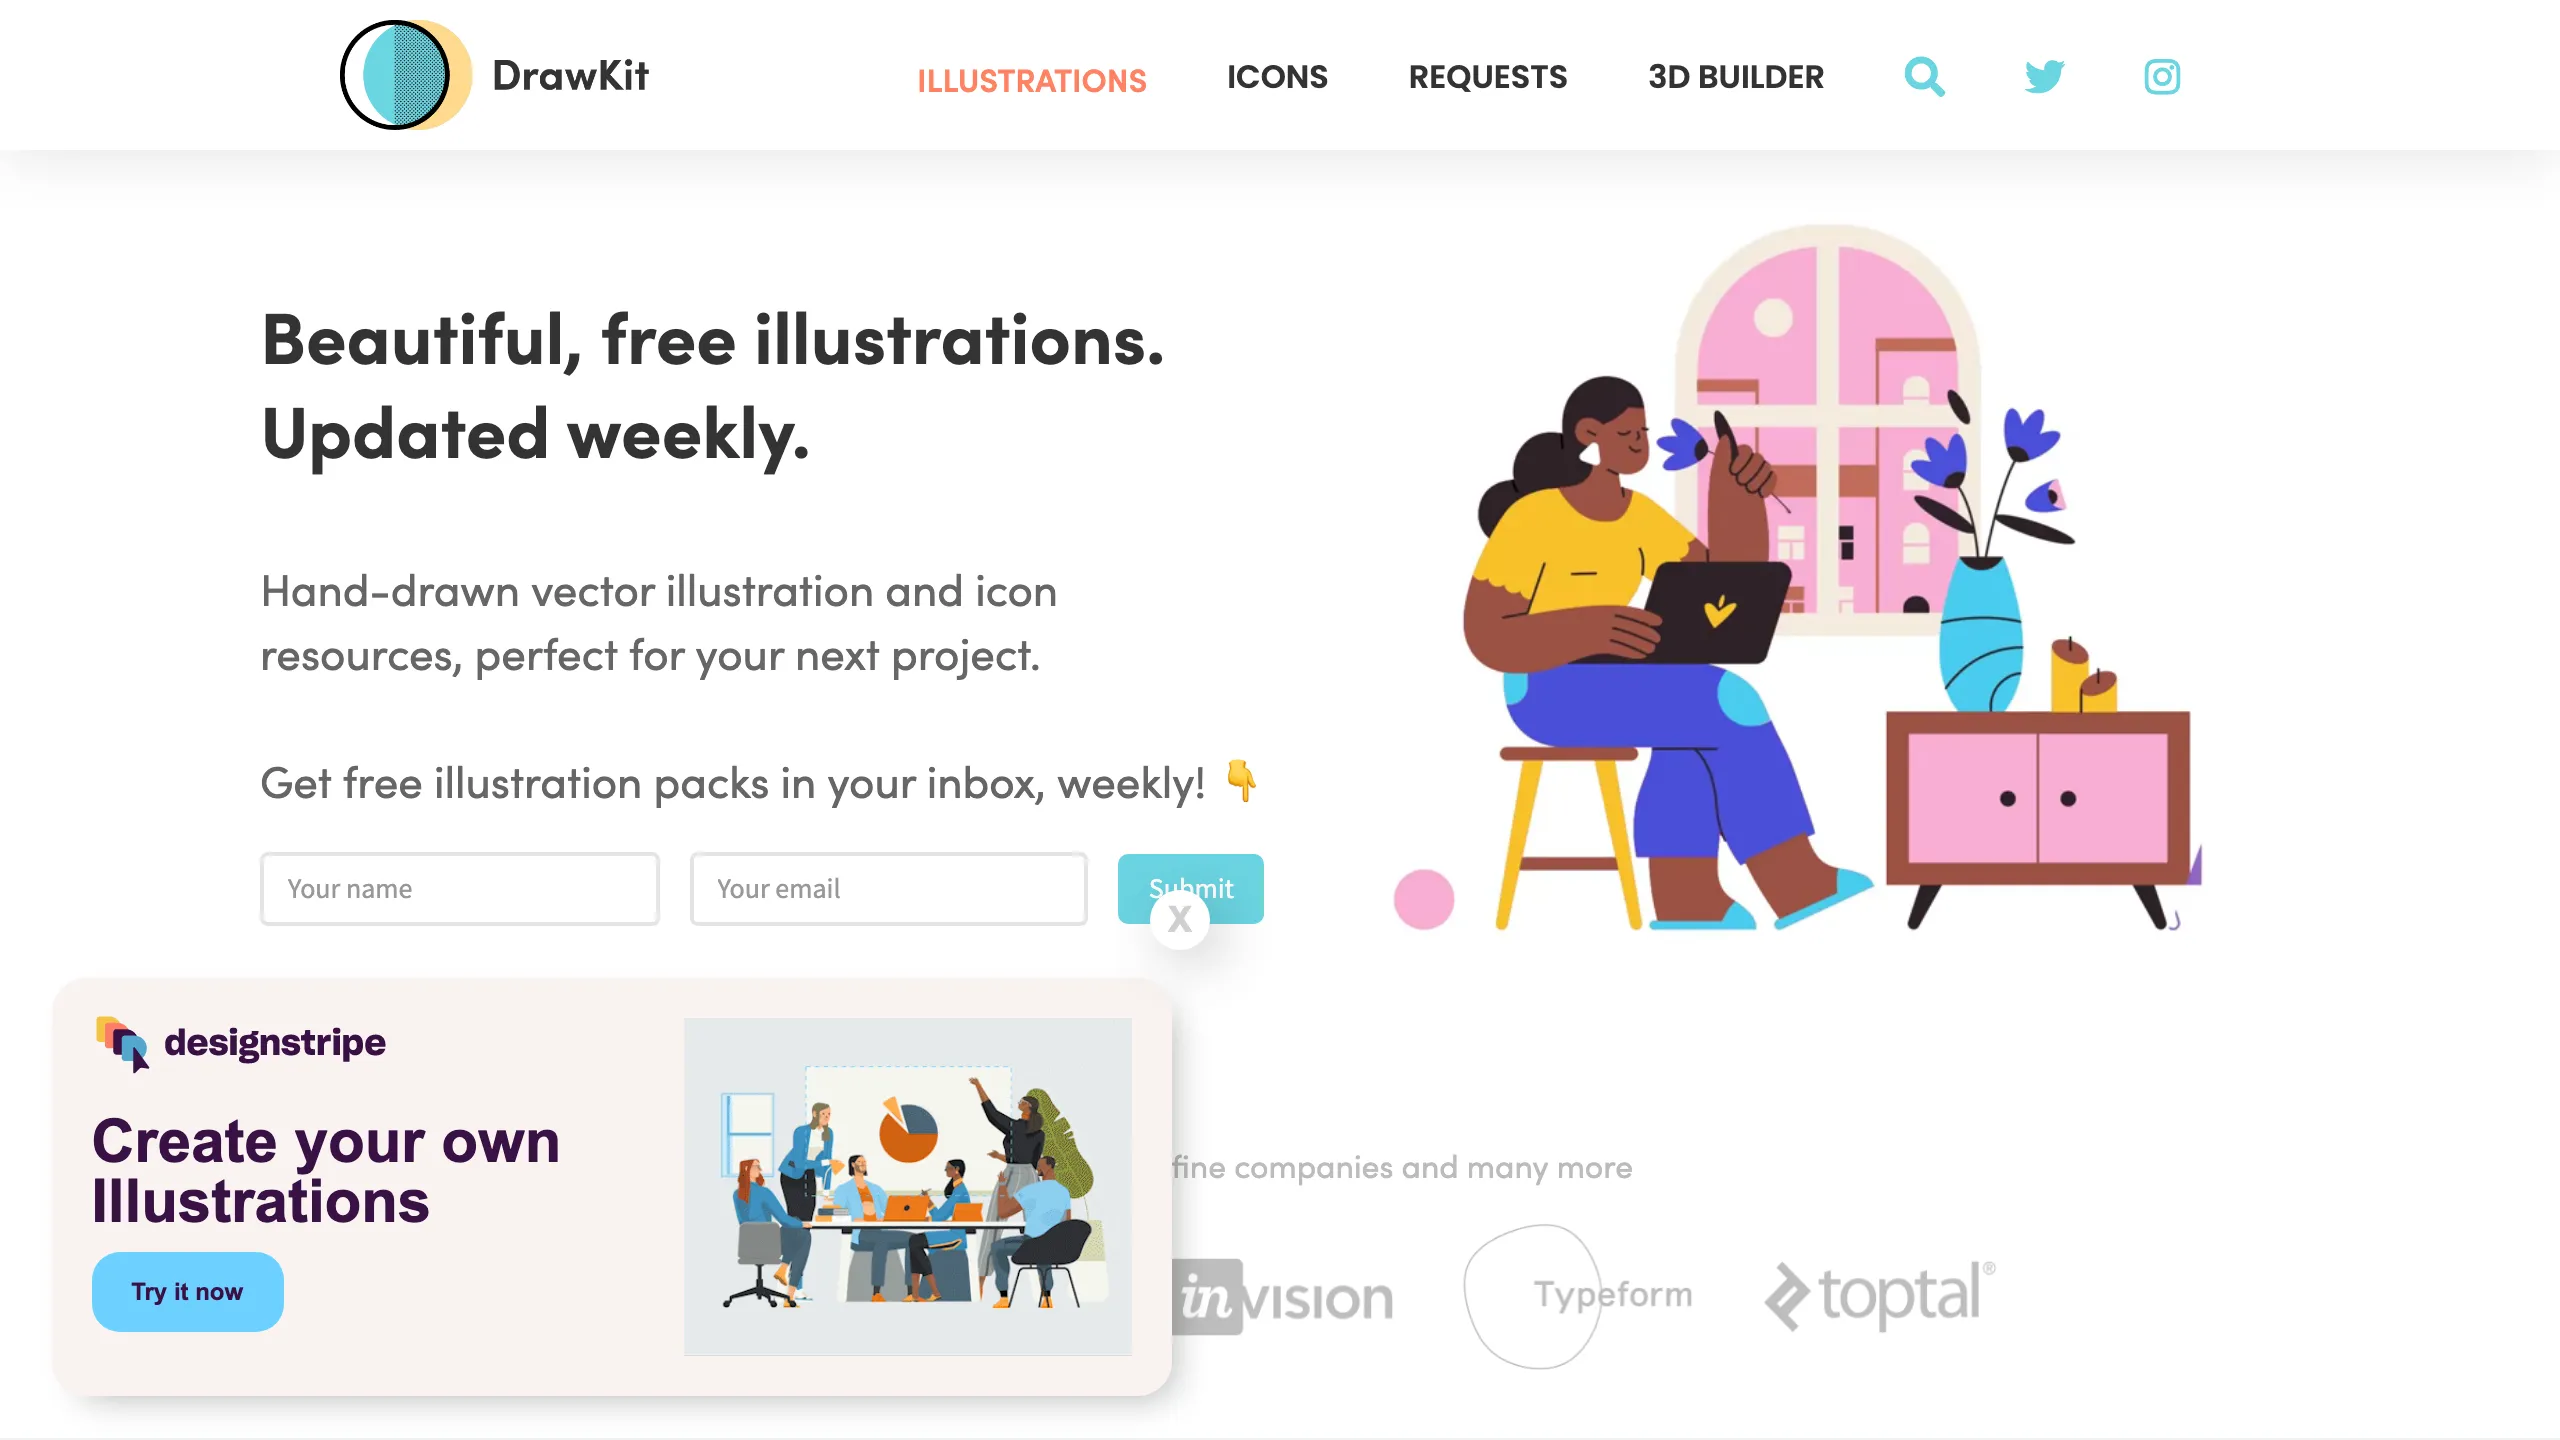 DrawKit
ILLUSTRATIONS
ICONS
REQUESTS
3D BUILDER
Beautiful, free illustrations.
Updated weekly.
Hand-drawn vector illustration and icon
resources, perfect for your next project.
Get free illustration packs in your inbox, weekly! 👇
Your name
Your email
Submit
X
designstripe
Create your own
Illustrations
Try it now
fine companies and many more
invision
Typeform
toptal®